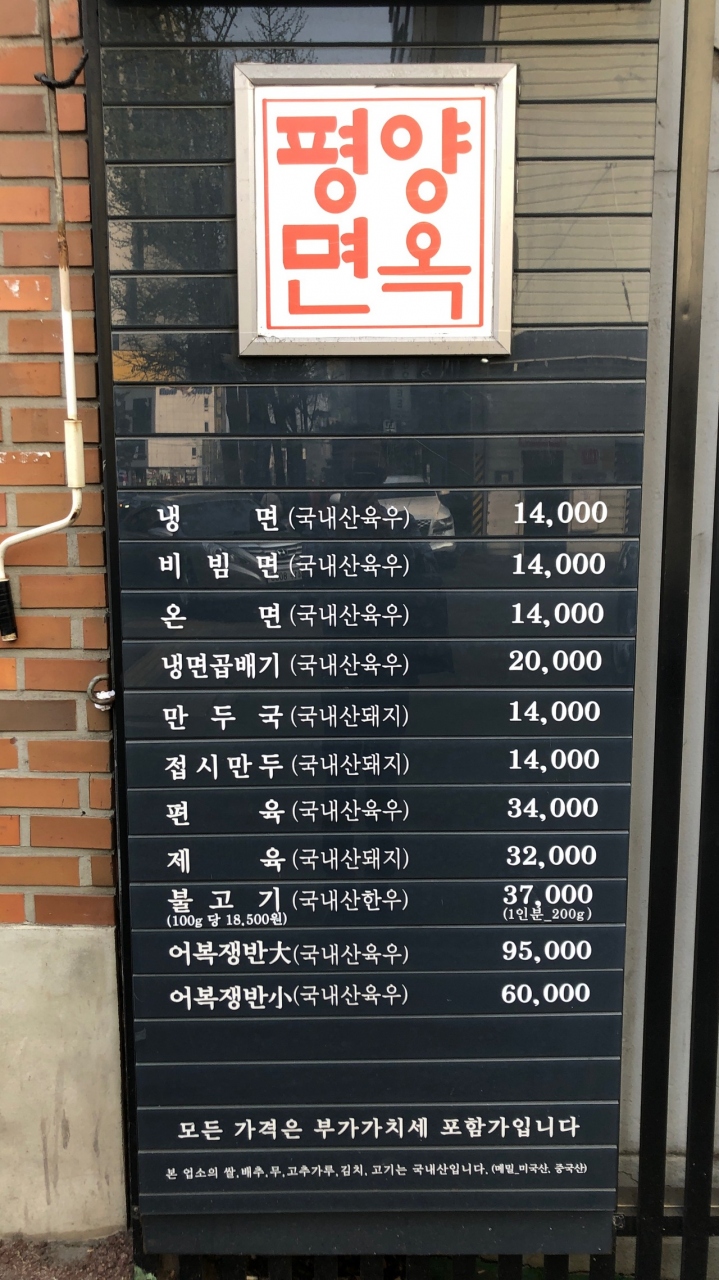 평양
면옥
냉 면 (국내산육우) 14,000
비 빔 면 (국내산육우) 14,000
온 면 (국내산육우) 14,000
냉면곱배기 (국내산육우) 20,000
만 두 국 (국내산돼지) 14,000
접시만두 (국내산돼지) 14,000
편 육 (국내산육우) 34,000
제 육 (국내산돼지) 32,000
불 고 기 (국내산한우) 37,000
(100g 당 18,500원) (1인분_200g)
어복쟁반大(국내산육우) 95,000
어복쟁반小(국내산육우) 60,000
모든 가격은 부가가치세 포함가입니다
본 업소의 쌀,배추,무,고추가루,김치, 고기는 국내산입니다. (메밀_미국산, 중국산)